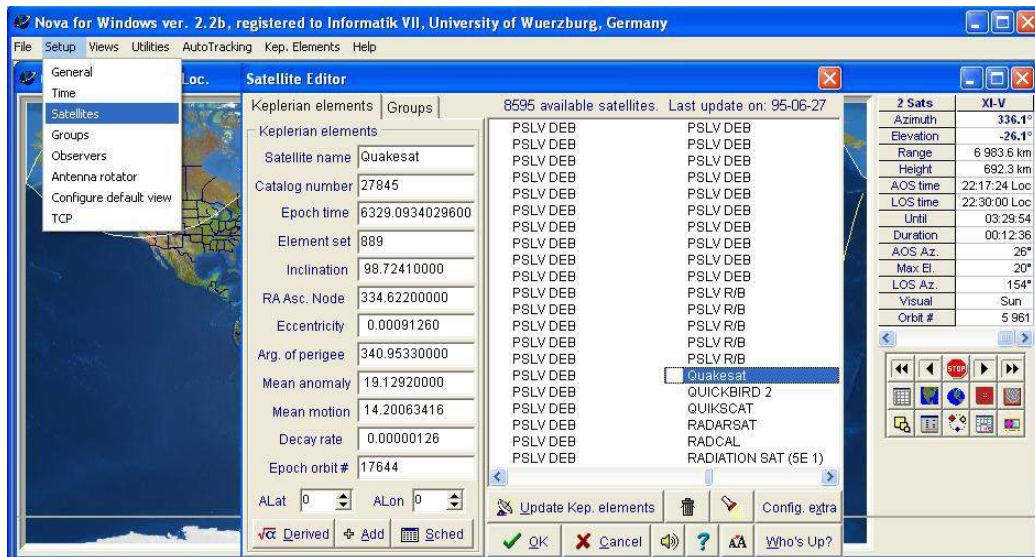 Nova for Windows ver. 2.2b, registered to Informatik VII, University of Wuerzburg, Germany
File Setup Views Utilities AutoTracking Kep. Elements Help
General
Time
Satellites
Groups
Observers
Antenna rotator
Configure default view
TCP
Loc.
Satellite Editor
Keplerian elements Groups
8595 available satellites. Last update on: 95-06-27
Keplerian elements
Satellite name Quakesat
Catalog number 27845
Epoch time 6329.0934029600
Element set 889
Inclination 98.72410000
RA Asc. Node 334.62200000
Eccentricity 0.00091260
Arg. of perigee 340.95330000
Mean anomaly 19.12920000
Mean motion 14.20063416
Decay rate 0.00000126
Epoch orbit # 17644
ALat 0 ALon 0
√α Derived Add Sched
PSLV DEB PSLV DEB
PSLV DEB PSLV DEB
PSLV DEB PSLV DEB
PSLV DEB PSLV DEB
PSLV DEB PSLV DEB
PSLV DEB PSLV DEB
PSLV DEB PSLV DEB
PSLV DEB PSLV DEB
PSLV DEB PSLV DEB
PSLV DEB PSLV DEB
PSLV DEB PSLV R/B
PSLV DEB PSLV R/B
PSLV DEB PSLV R/B
PSLV DEB PSLV R/B
PSLV DEB PSLV R/B
PSLV DEB Quakesat
PSLV DEB QUICKBIRD 2
PSLV DEB QUIKSCAT
PSLV DEB RADARSAT
PSLV DEB RADCAL
PSLV DEB RADIATION SAT (5E 1)
Update Kep. elements Config. extra
OK Cancel ? AA Who's Up?
2 Sats XI-V
Azimuth 336.1°
Elevation -26.1°
Range 6 983.6 km
Height 692.3 km
AOS time 22:17:24 Loc
LOS time 22:30:00 Loc
Until 03:29:54
Duration 00:12:36
AOS Az. 26°
Max El. 20°
LOS Az. 154°
Visual Sun
Orbit # 5 961
STOP